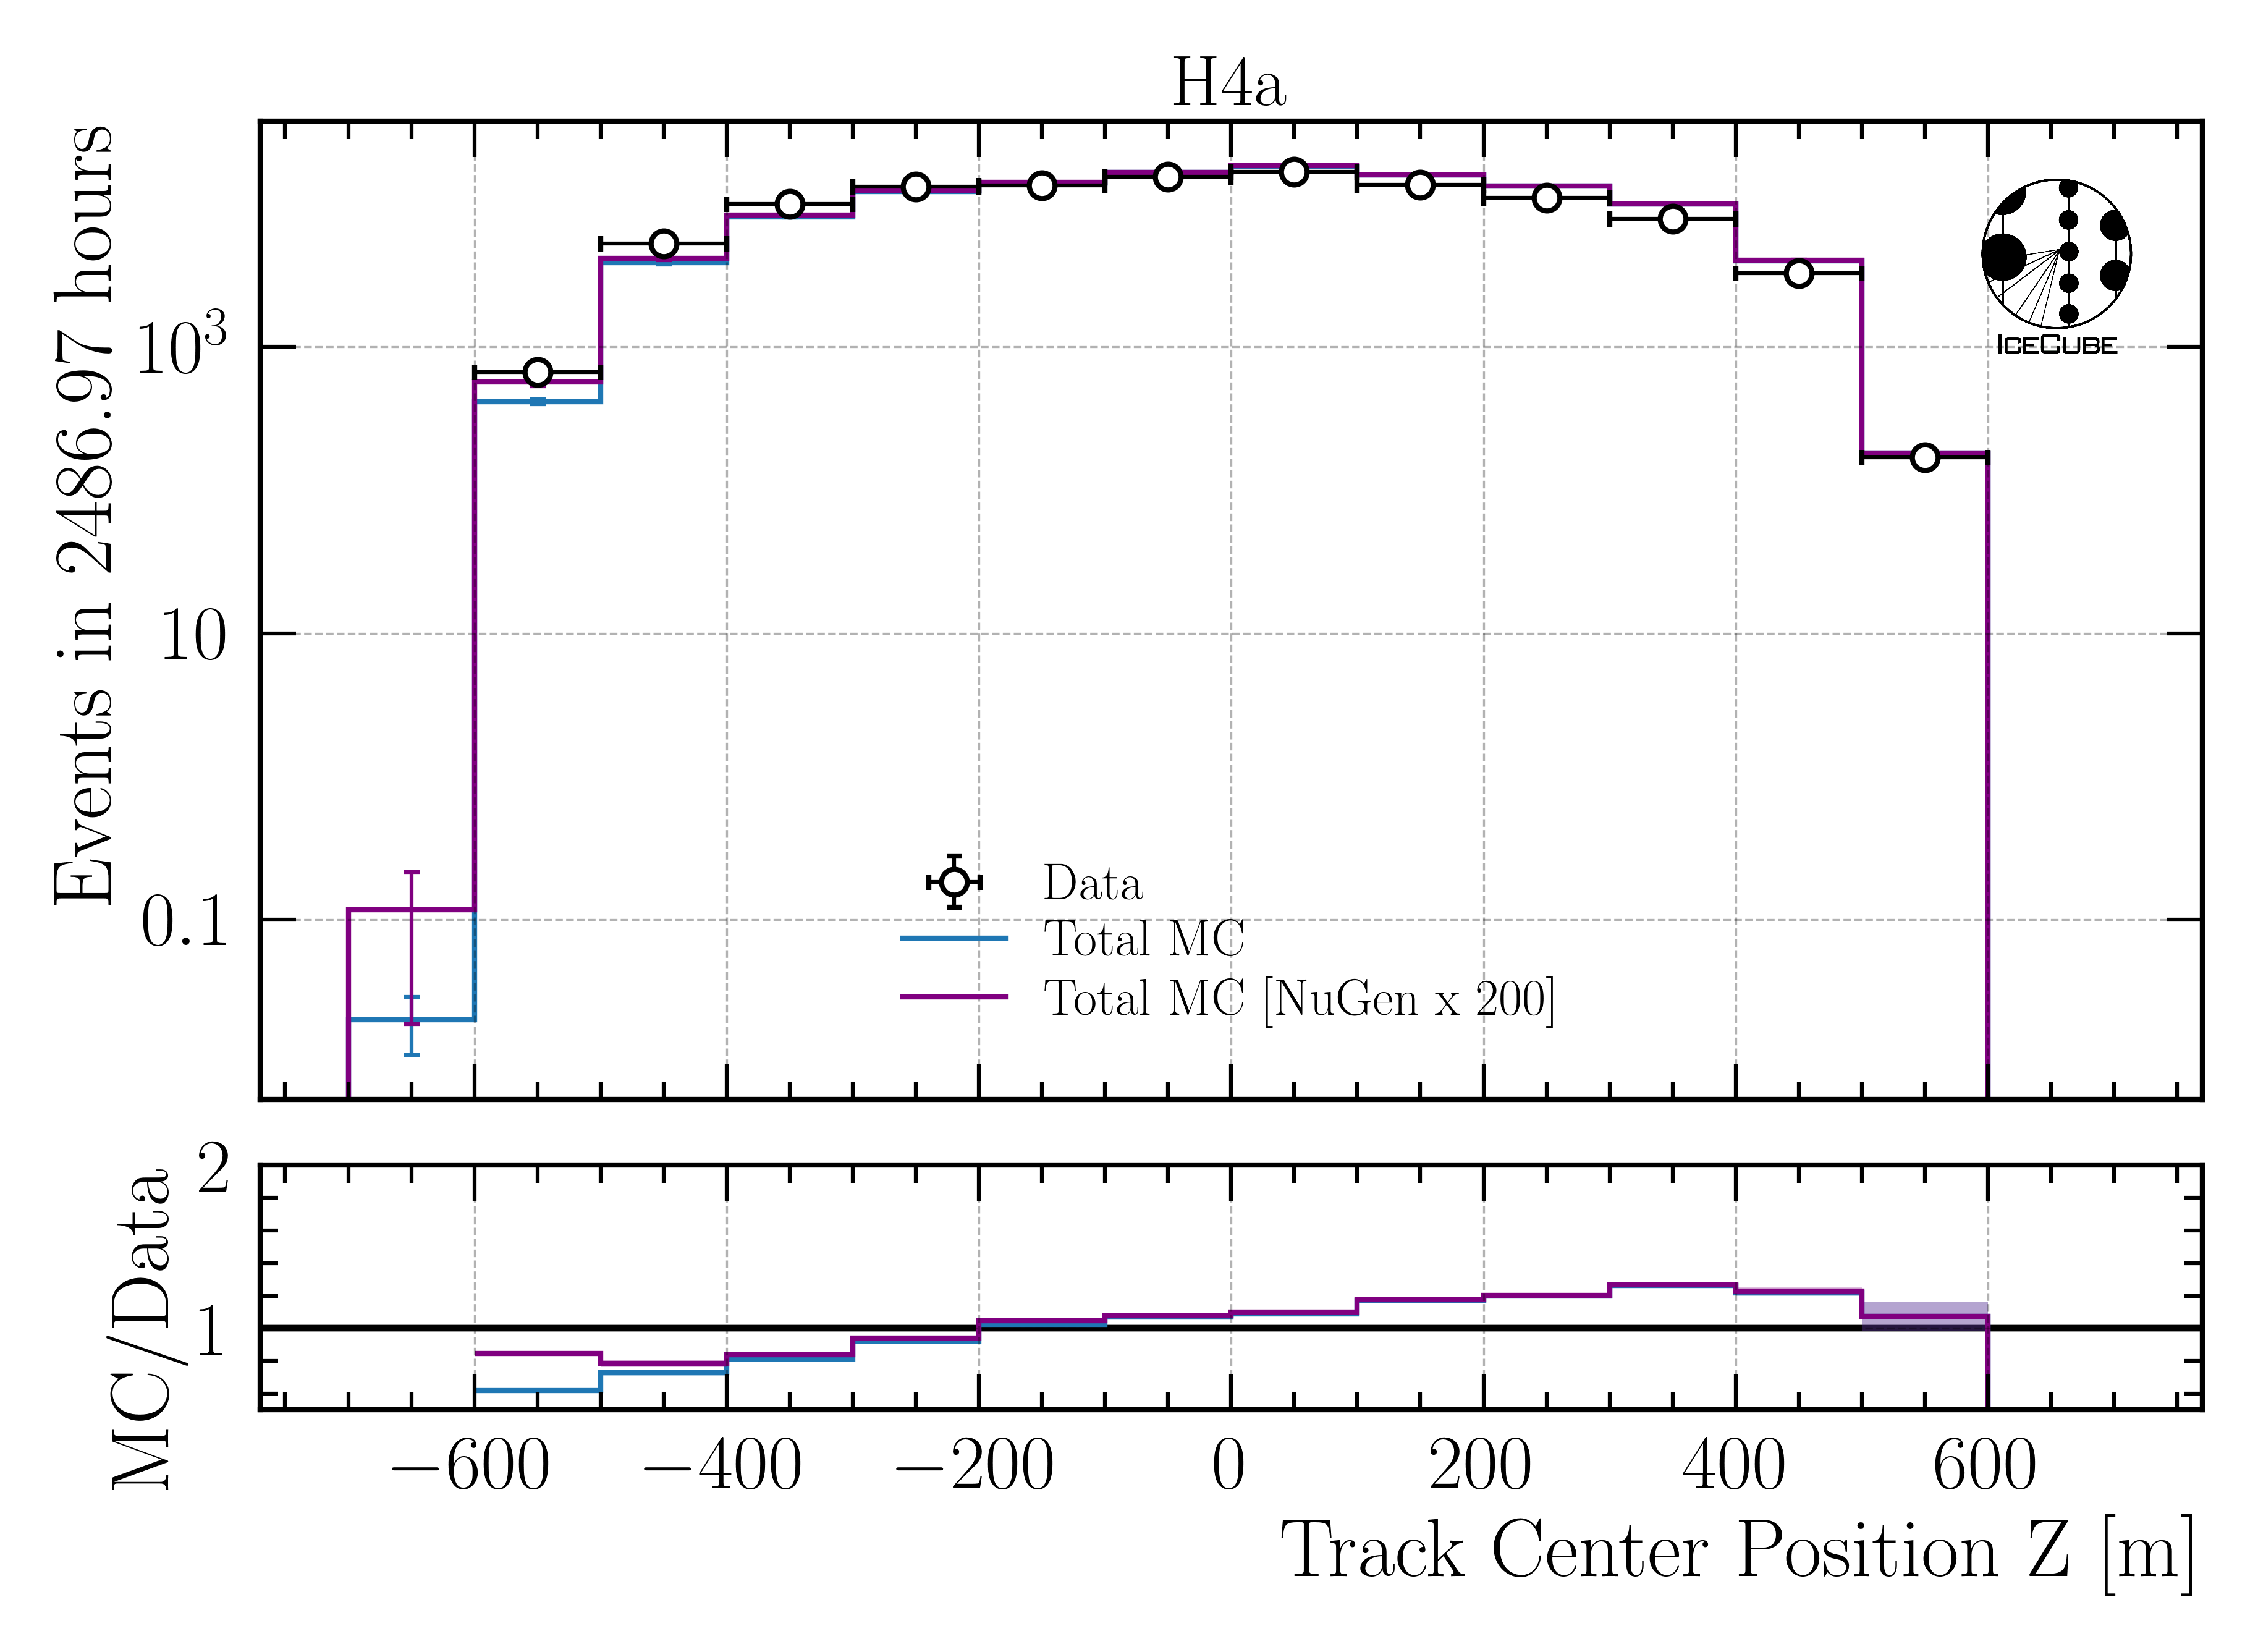 H4a
Events in 2486.97 hours
10^3
10
0.1
ICECUBE
Data
Total MC
Total MC [NuGen x 200]
MC/Data
2
1
−600 −400 −200 0 200 400 600
Track Center Position Z [m]